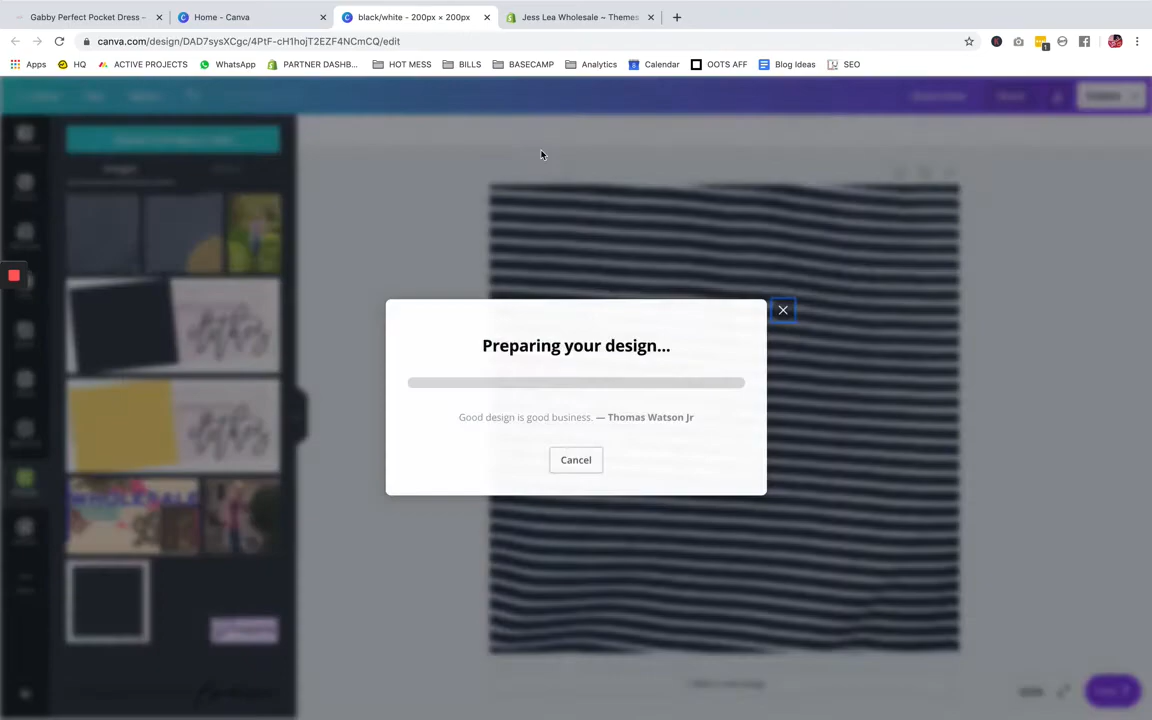 Gabby Perfect Pocket Dress –
Home - Canva
black/white - 200px × 200px
Jess Lea Wholesale ~ Themes
canva.com/design/DAD7sysXCgc/4PtF-cH1hojT2EZF4NCmCQ/edit
Apps
HQ
ACTIVE PROJECTS
WhatsApp
PARTNER DASHB...
HOT MESS
BILLS
BASECAMP
Analytics
Calendar
OOTS AFF
Blog Ideas
SEO
WHOLESALE
Preparing your design...
Good design is good business. — Thomas Watson Jr
Cancel